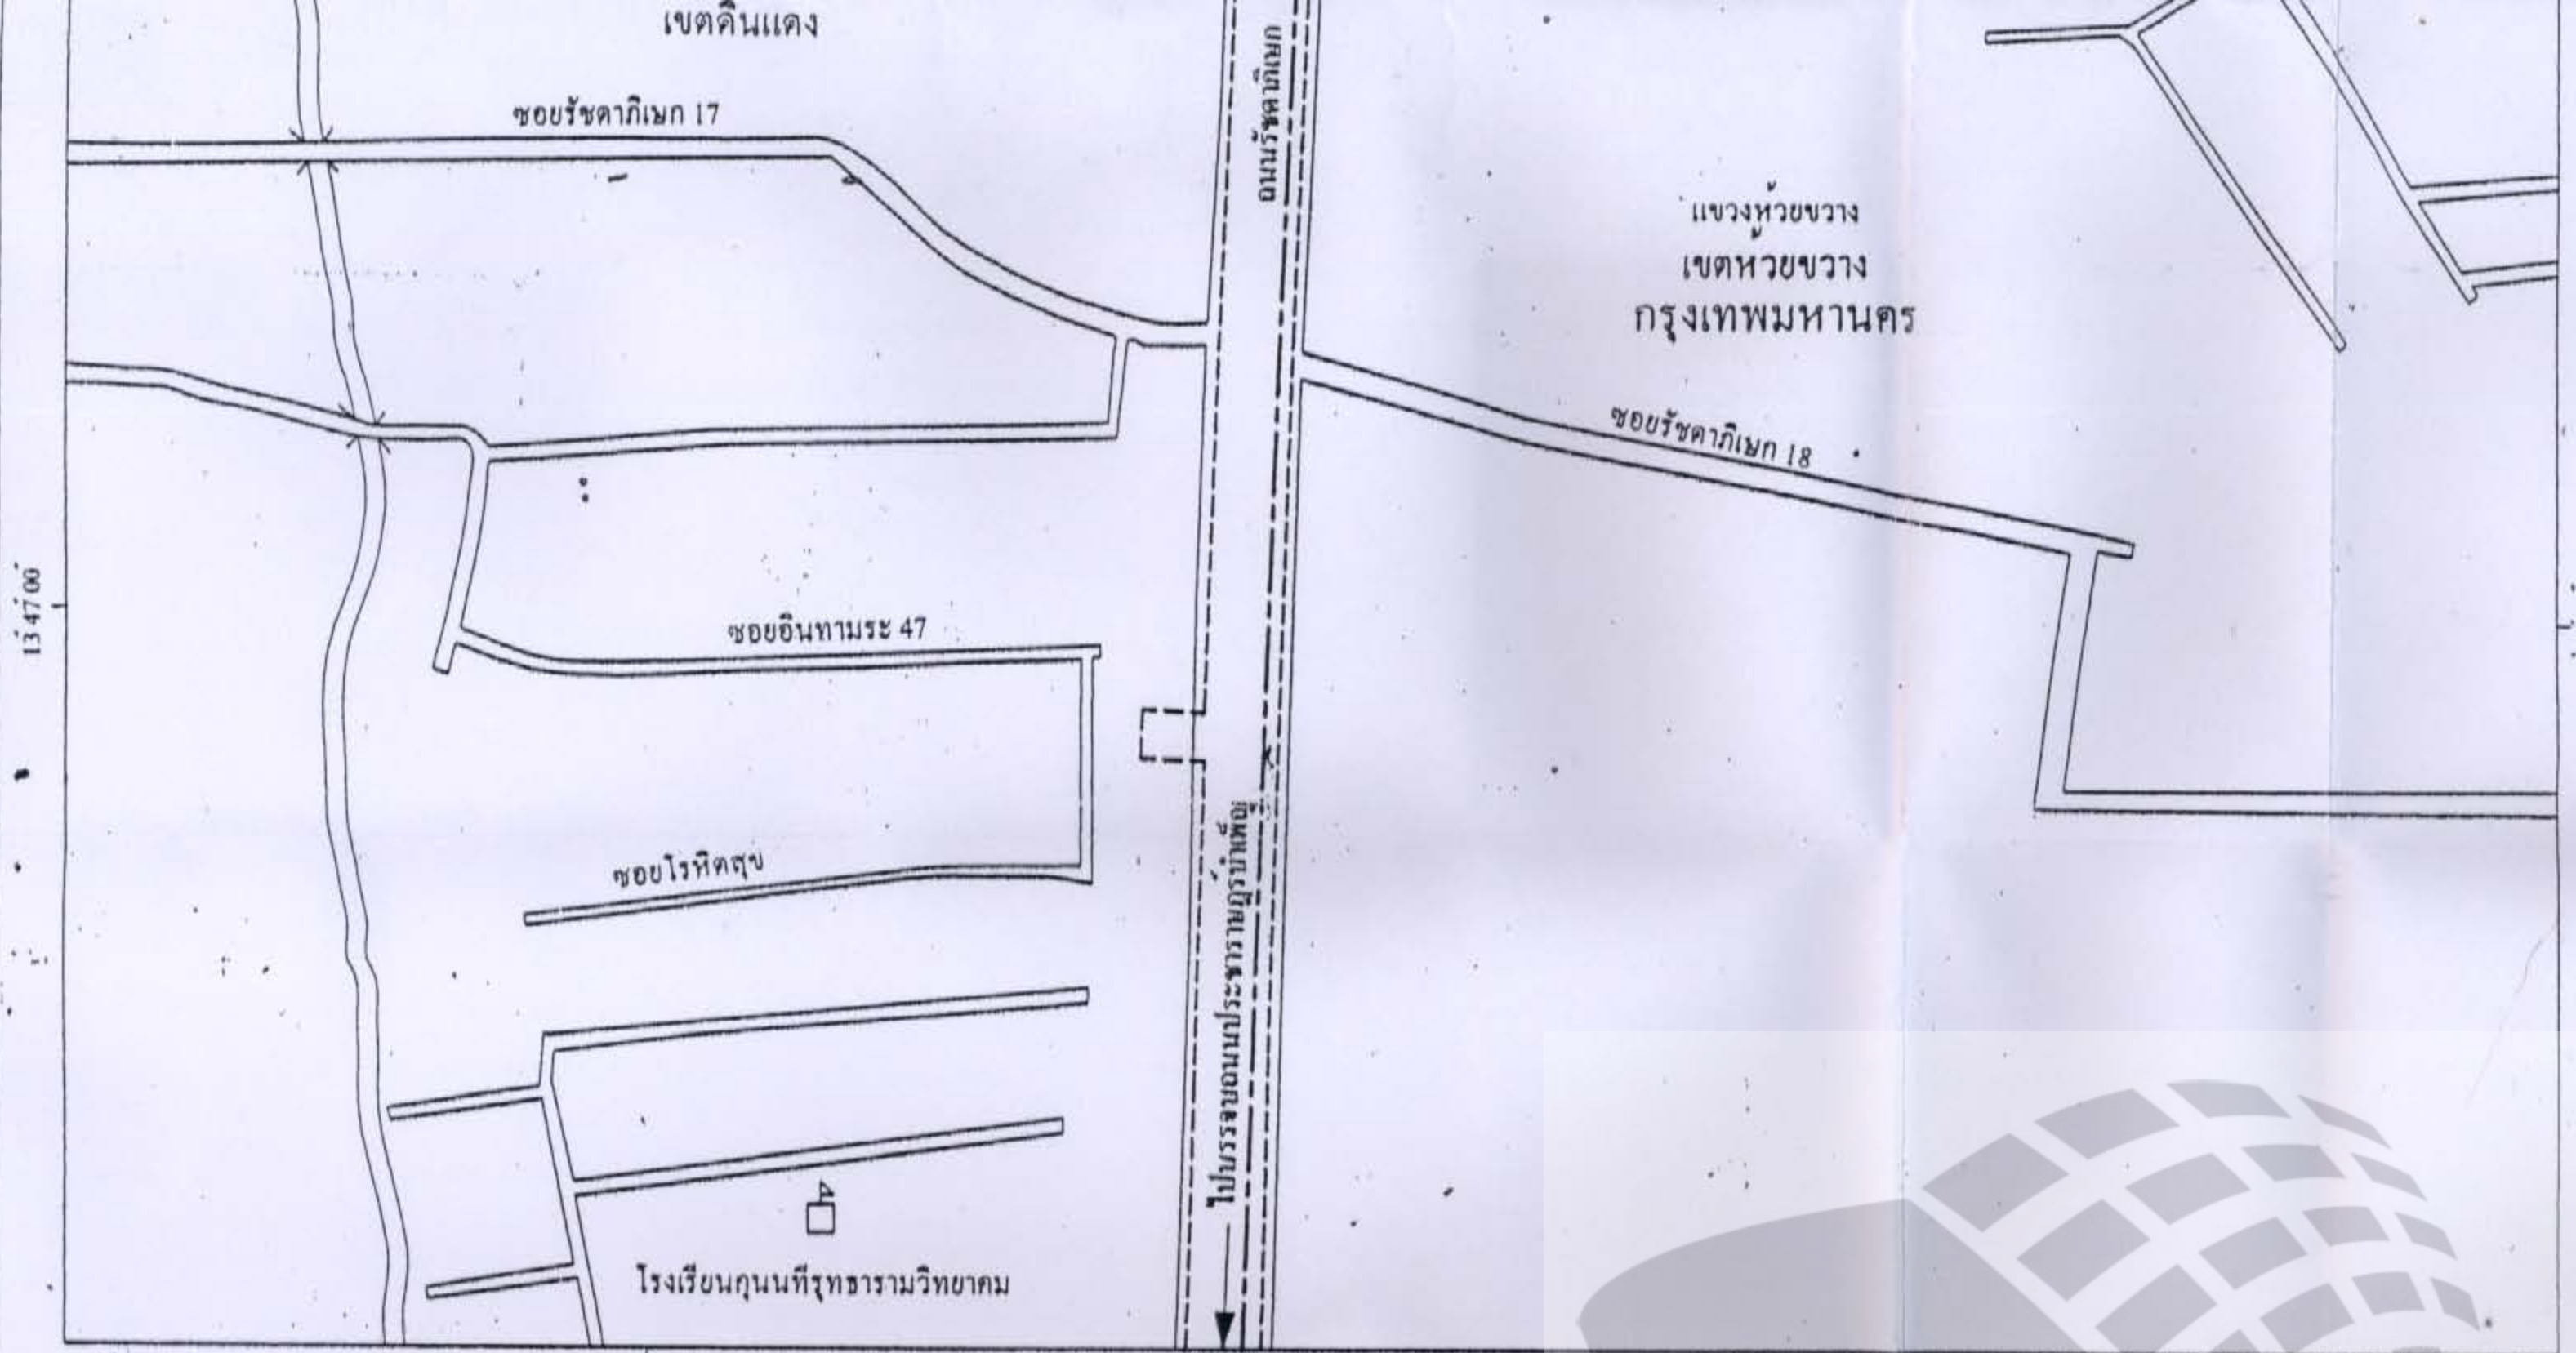 เขตดินแดง
ถนนรัชดาภิเษก
ซอยรัชดาภิเษก 17
แขวงห้วยขวาง
เขตห้วยขวาง
กรุงเทพมหานคร
ซอยรัชดาภิเษก 18
13 47 00
ซอยอินทามระ 47
ซอยโรหิตสุข
ไปบรรจบถนนประชาราษฎร์บำเพ็ญ
โรงเรียนกุนนทีรุทธารามวิทยาคม